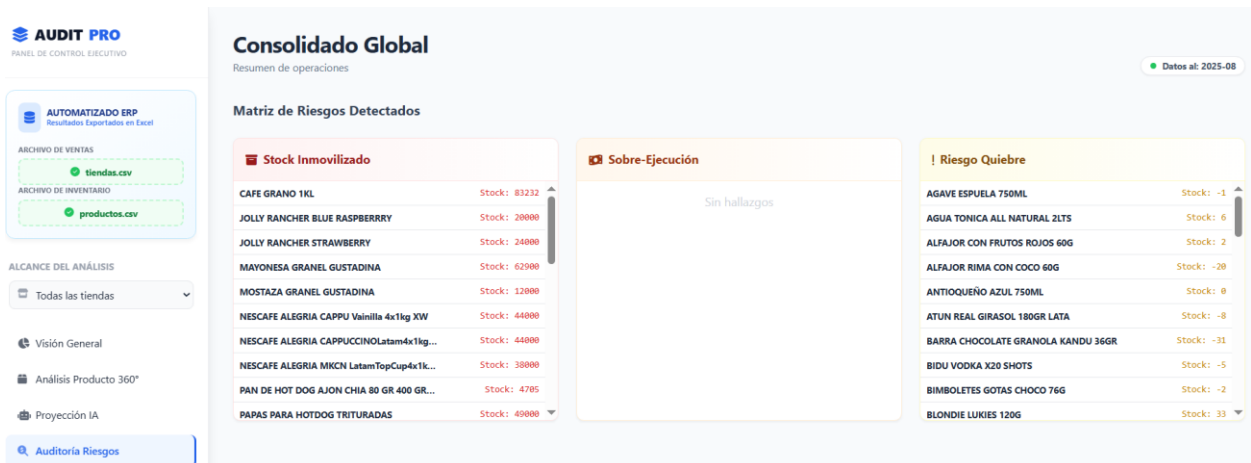 AUDIT PRO
PANEL DE CONTROL EJECUTIVO
AUTOMATIZADO ERP
Resultados Exportados en Excel
ARCHIVO DE VENTAS
tiendas.csv
ARCHIVO DE INVENTARIO
productos.csv
ALCANCE DEL ANÁLISIS
Todas las tiendas
Visión General
Análisis Producto 360°
Proyección IA
Auditoría Riesgos
Consolidado Global
Resumen de operaciones
Datos al: 2025-08
Matriz de Riesgos Detectados
Stock Inmovilizado
CAFE GRANO 1KL Stock: 83232
JOLLY RANCHER BLUE RASPBERRRY Stock: 20000
JOLLY RANCHER STRAWBERRY Stock: 24000
MAYONESA GRANEL GUSTADINA Stock: 62900
MOSTAZA GRANEL GUSTADINA Stock: 12000
NESCAFE ALEGRIA CAPPU Vainilla 4x1kg XW Stock: 44000
NESCAFE ALEGRIA CAPPUCCINOLatam4x1kg... Stock: 44000
NESCAFE ALEGRIA MKCN LatamTopCup4x1k... Stock: 38000
PAN DE HOT DOG AJON CHIA 80 GR 400 GR... Stock: 4705
PAPAS PARA HOTDOG TRITURADAS Stock: 49000
Sobre-Ejecución
Sin hallazgos
! Riesgo Quiebre
AGAVE ESPUELA 750ML Stock: -1
AGUA TONICA ALL NATURAL 2LTS Stock: 6
ALFAJOR CON FRUTOS ROJOS 60G Stock: 2
ALFAJOR RIMA CON COCO 60G Stock: -20
ANTIOQUEÑO AZUL 750ML Stock: 0
ATUN REAL GIRASOL 180GR LATA Stock: -8
BARRA CHOCOLATE GRANOLA KANDU 36GR Stock: -31
BIDU VODKA X20 SHOTS Stock: -5
BIMBOLETES GOTAS CHOCO 76G Stock: -2
BLONDIE LUKIES 120G Stock: 33